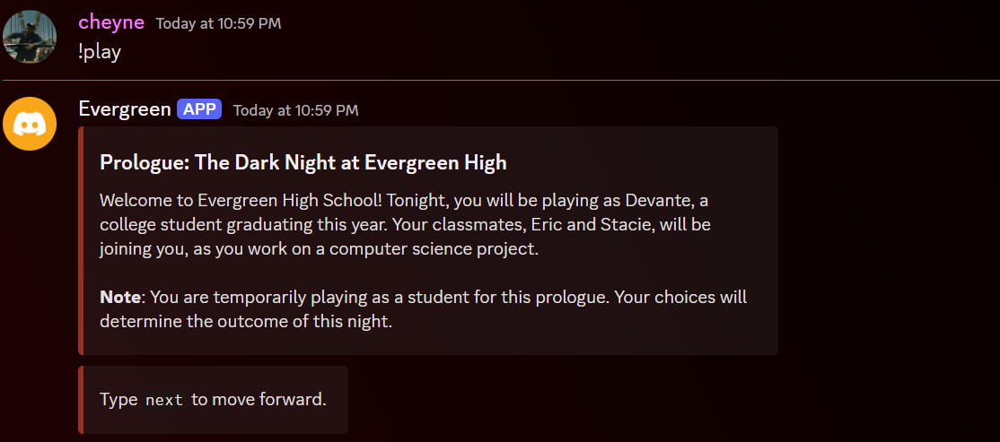 cheyne Today at 10:59 PM
!play
Evergreen APP Today at 10:59 PM
Prologue: The Dark Night at Evergreen High
Welcome to Evergreen High School! Tonight, you will be playing as Devante, a
college student graduating this year. Your classmates, Eric and Stacie, will be
joining you, as you work on a computer science project.
Note: You are temporarily playing as a student for this prologue. Your choices will
determine the outcome of this night.
Type next to move forward.